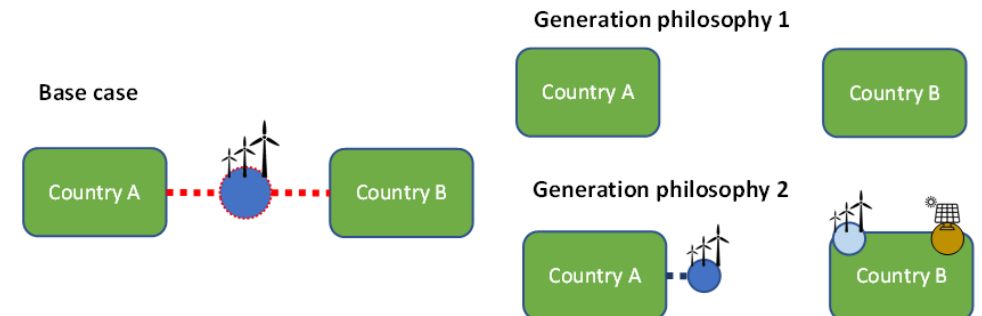 Generation philosophy 1
Country A
Country B
Base case
Country A
Country B
Generation philosophy 2
Country A
Country B